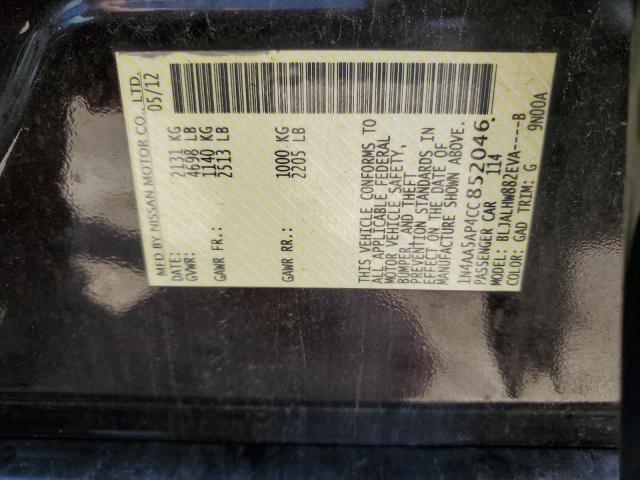 MFD BY NISSAN MOTOR CO., LTD.
DATE: 05/12
GVWR: 2131 KG
4698 LB
GAWR FR.: 1140 KG
2513 LB
GAWR RR.: 1000 KG
2205 LB
THIS VEHICLE CONFORMS TO
ALL APPLICABLE FEDERAL
MOTOR VEHICLE SAFETY,
BUMPER, AND THEFT
PREVENTION STANDARDS IN
EFFECT ON THE DATE OF
MANUFACTURE SHOWN ABOVE.
1N4AA5AP4CC852046.
PASSENGER CAR 114
MODEL: BLJALHW882EVA----B
COLOR: GAD TRIM: G 9N00A